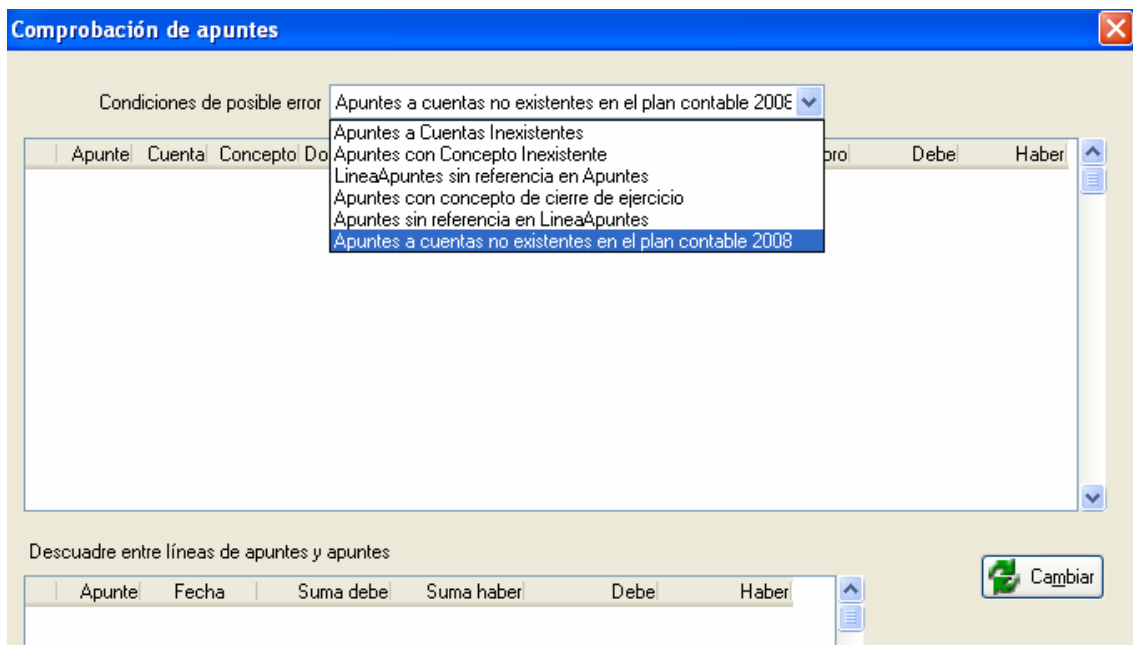 Comprobación de apuntes
Condiciones de posible error Apuntes a cuentas no existentes en el plan contable 2008
Apuntes a Cuentas Inexistentes
Apunte Cuenta Concepto Do Apuntes con Concepto Inexistente bro Debe Haber
LineaApuntes sin referencia en Apuntes
Apuntes con concepto de cierre de ejercicio
Apuntes sin referencia en LineaApuntes
Apuntes a cuentas no existentes en el plan contable 2008
Descuadre entre líneas de apuntes y apuntes
Cambiar
Apunte Fecha Suma debe Suma haber Debe Haber